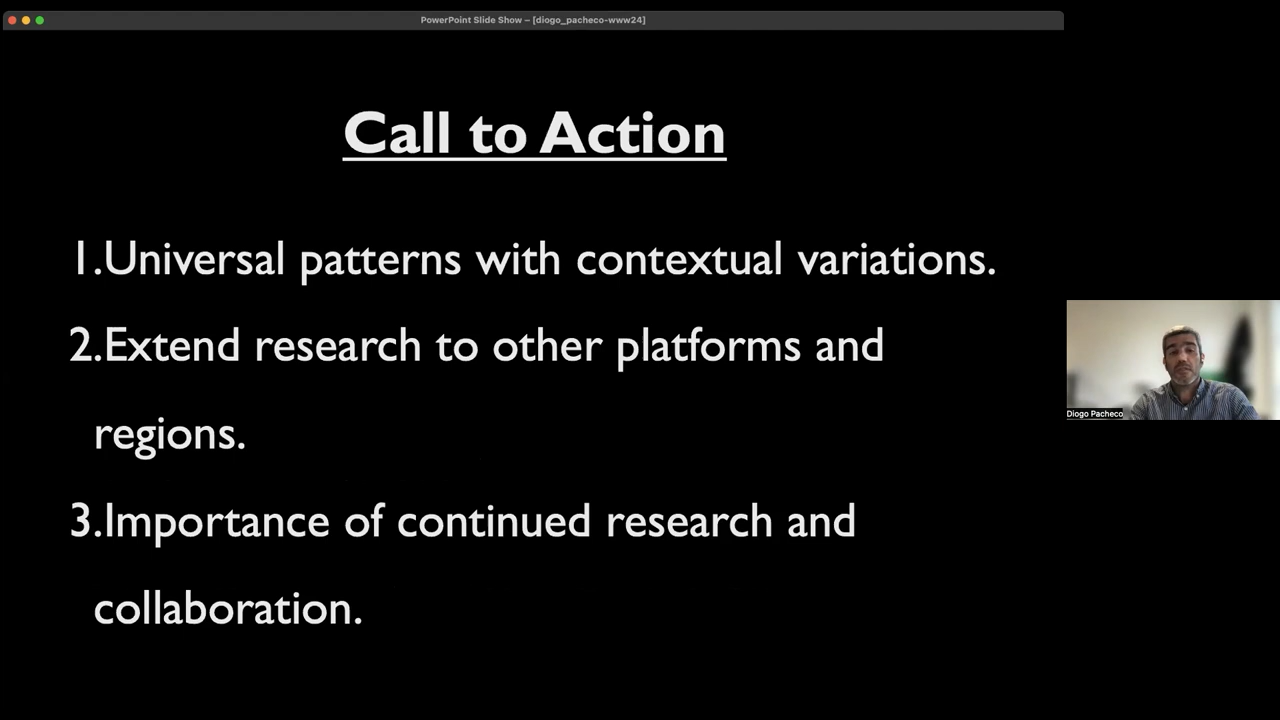 PowerPoint Slide Show – [diogo_pacheco-www24]
Call to Action
1.Universal patterns with contextual variations.
2.Extend research to other platforms and
regions.
3.Importance of continued research and
collaboration.
Diogo Pacheco